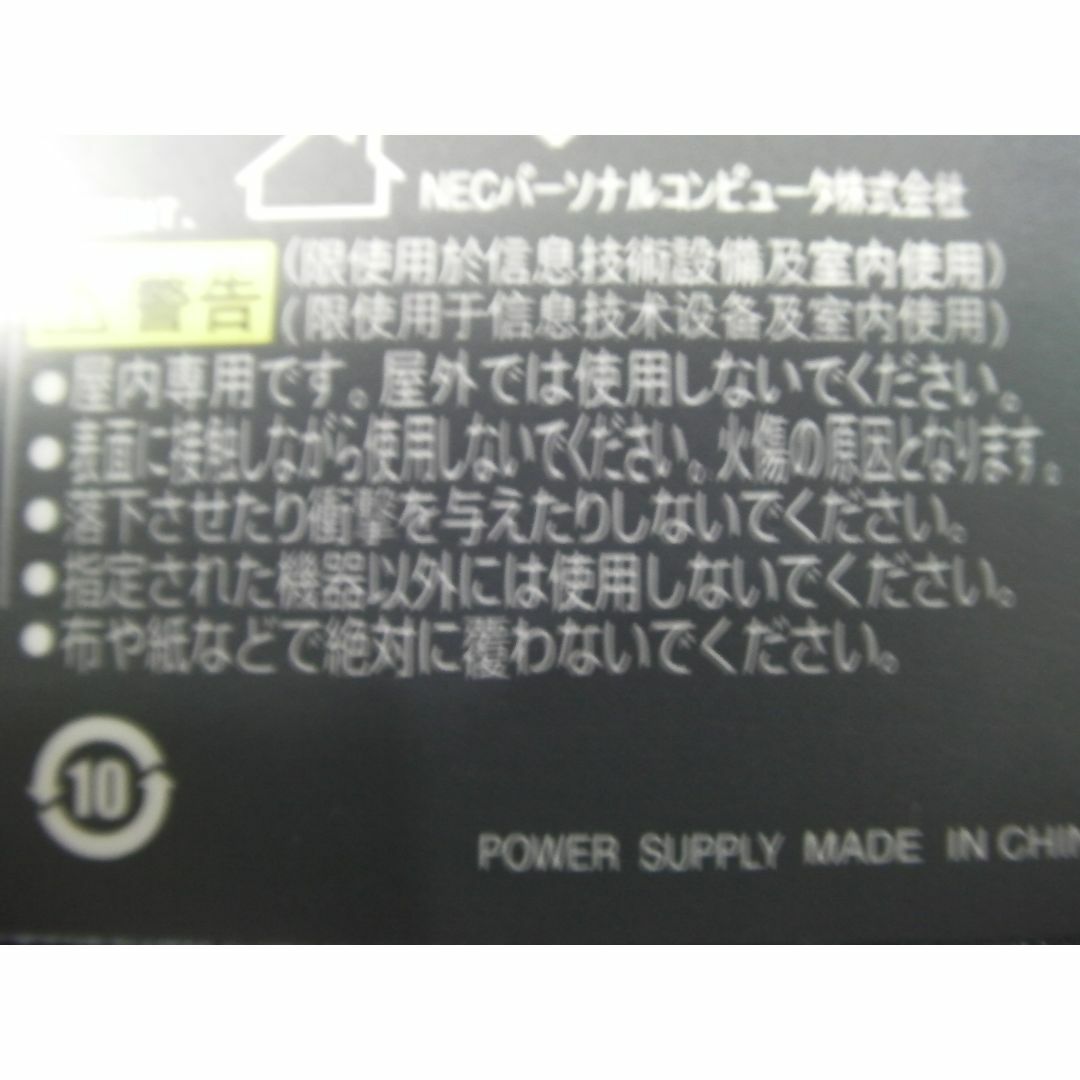 NECパーソナルコンピュータ株式会社
警告 (限使用於信息技術設備及室内使用)
(限使用于信息技术设备及室内使用)
●屋内専用です。屋外では使用しないでください。
●表面に接触しながら使用しないでください。火傷の原因となります。
●落下させたり衝撃を与えたりしないでください。
●指定された機器以外には使用しないでください。
●布や紙などで絶対に覆わないでください。
10
POWER SUPPLY MADE IN CHIN